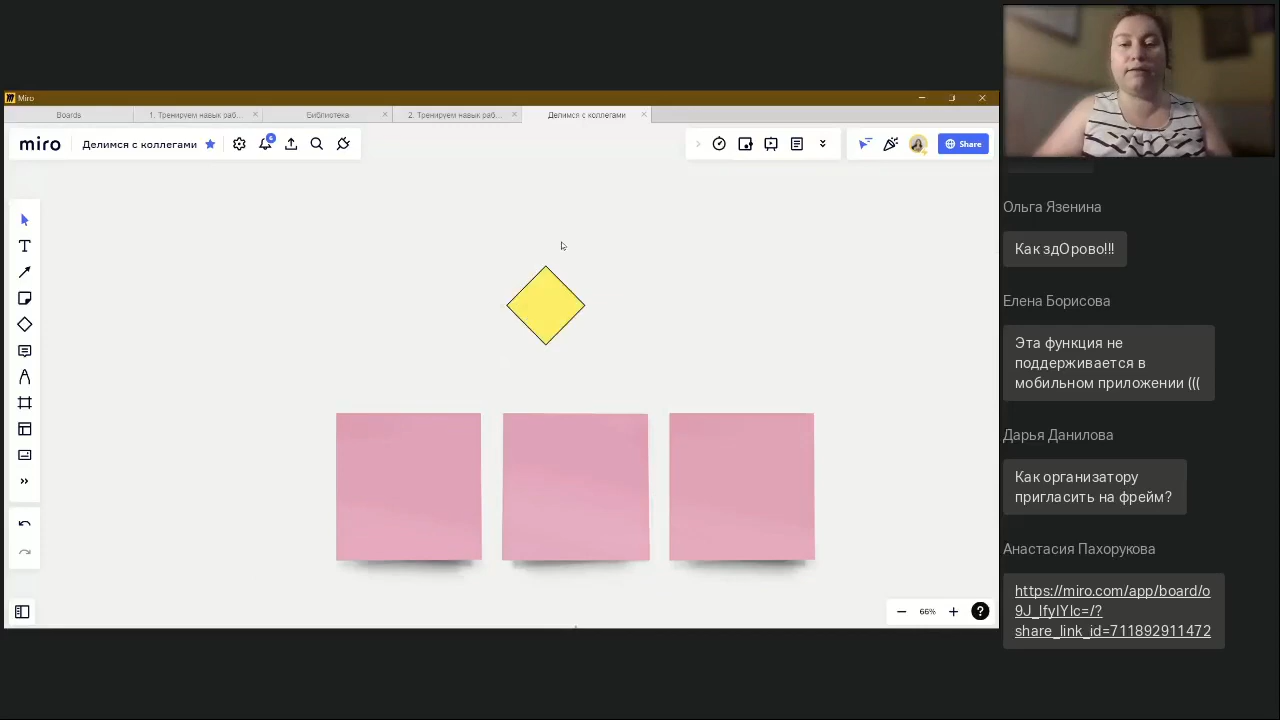 Miro
Boards
1. Тренируем навык раб...
Библиотека
2. Тренируем навык раб...
Делимся с коллегами
miro
Делимся с коллегами
6
Share
T
66%
?
Ольга Язенина
Как здОрово!!!
Елена Борисова
Эта функция не
поддерживается в
мобильном приложении (((
Дарья Данилова
Как организатору
пригласить на фрейм?
Анастасия Пахорукова
https://miro.com/app/board/o
9J_lfyIYlc=/?
share_link_id=711892911472